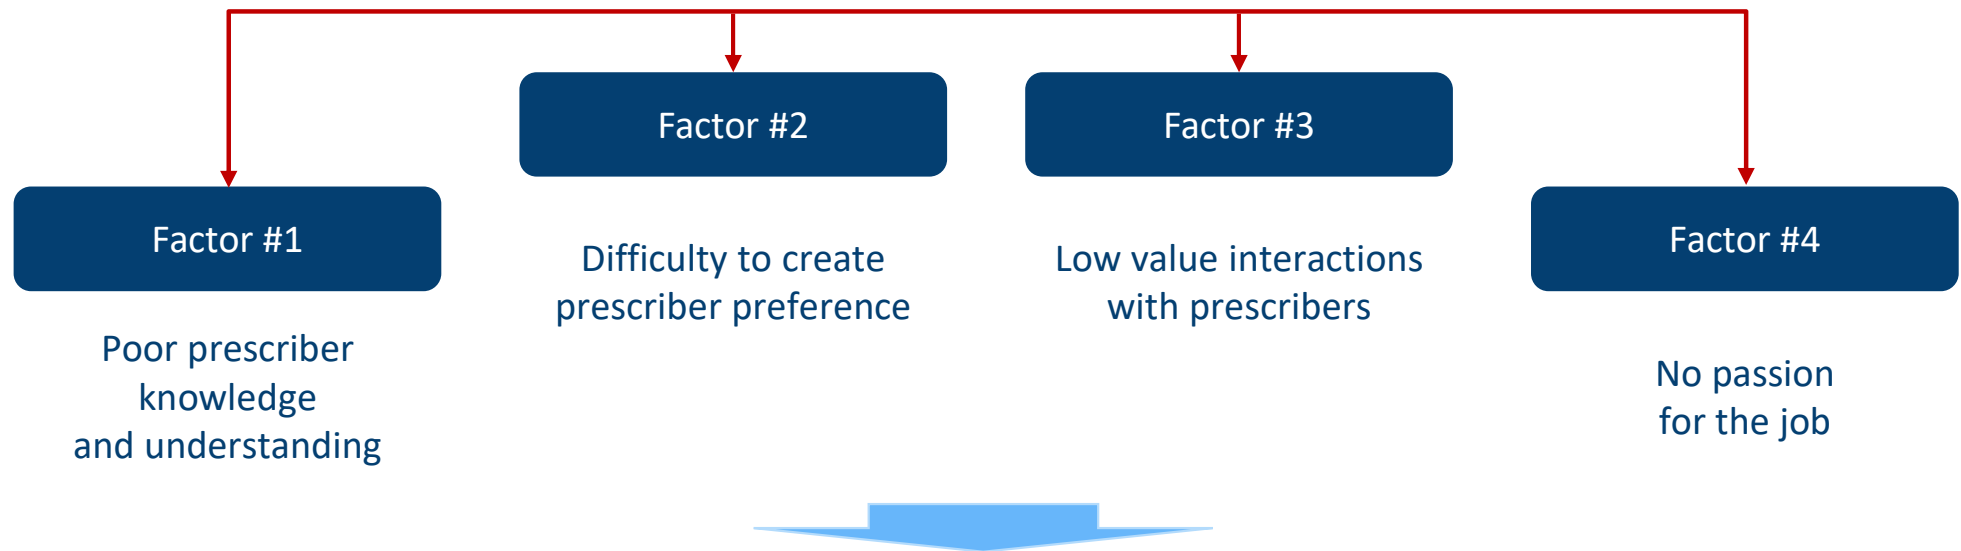 Factor #1
Poor prescriber
knowledge
and understanding
Factor #2
Difficulty to create
prescriber preference
Factor #3
Low value interactions
with prescribers
Factor #4
No passion
for the job